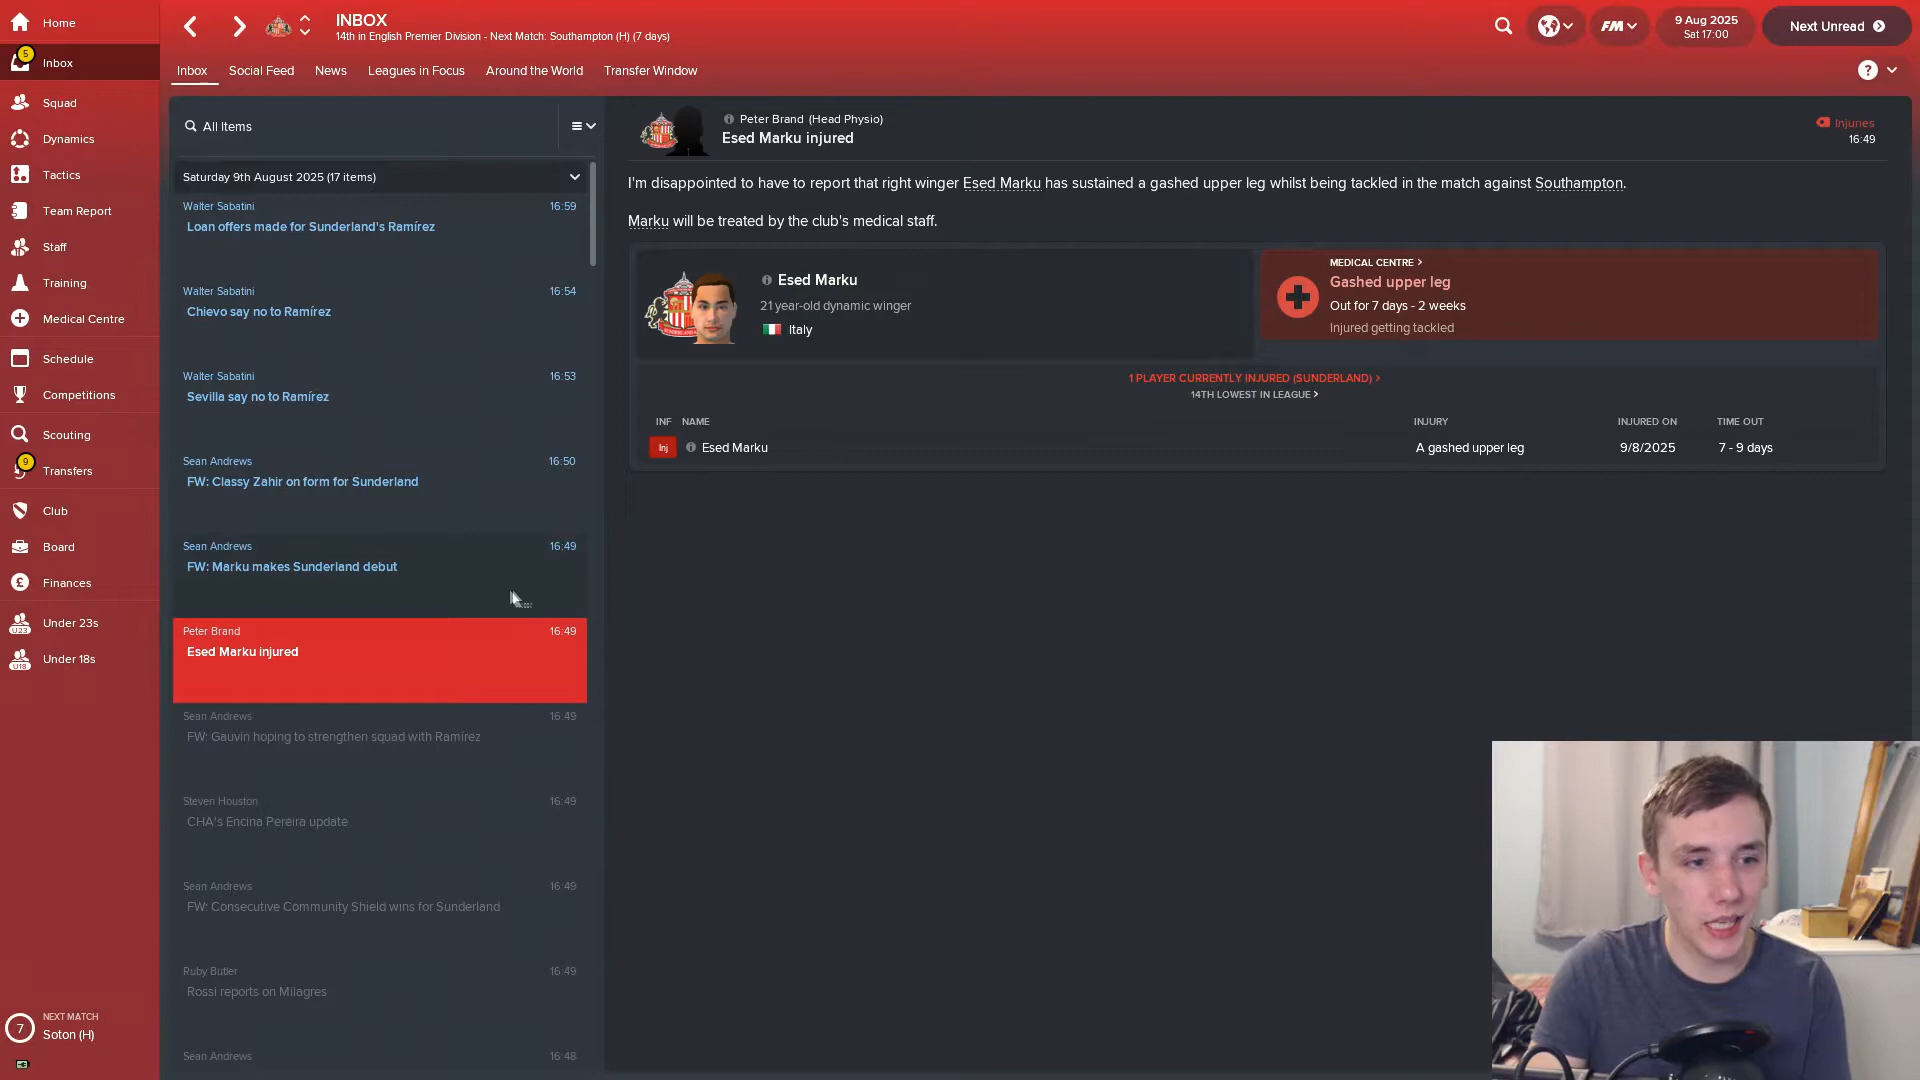 Home
INBOX
14th in English Premier Division - Next Match: Southampton (H) (7 days)
FM
9 Aug 2025
Sat 17:00
Next Unread
5
Inbox
Squad
Dynamics
Tactics
Team Report
Staff
Training
Medical Centre
Schedule
Competitions
Scouting
9
Transfers
Club
Board
Finances
U23
Under 23s
U18
Under 18s
7
NEXT MATCH
Soton (H)
Inbox
Social Feed
News
Leagues in Focus
Around the World
Transfer Window
?
All Items
Saturday 9th August 2025 (17 items)
Walter Sabatini 16:59
Loan offers made for Sunderland's Ramírez
Walter Sabatini 16:54
Chievo say no to Ramírez
Walter Sabatini 16:53
Sevilla say no to Ramírez
Sean Andrews 16:50
FW: Classy Zahir on form for Sunderland
Sean Andrews 16:49
FW: Marku makes Sunderland debut
Peter Brand 16:49
Esed Marku injured
Sean Andrews 16:49
FW: Gauvin hoping to strengthen squad with Ramírez
Steven Houston 16:49
CHA's Encina Pereira update
Sean Andrews 16:49
FW: Consecutive Community Shield wins for Sunderland
Ruby Butler 16:49
Rossi reports on Milagres
Sean Andrews 16:48
Peter Brand (Head Physio)
Esed Marku injured
Injuries
16:49
I'm disappointed to have to report that right winger Esed Marku has sustained a gashed upper leg whilst being tackled in the match against Southampton.
Marku will be treated by the club's medical staff.
Esed Marku
21 year-old dynamic winger
Italy
MEDICAL CENTRE >
Gashed upper leg
Out for 7 days - 2 weeks
Injured getting tackled
1 PLAYER CURRENTLY INJURED (SUNDERLAND) >
14TH LOWEST IN LEAGUE >
INF NAME INJURY INJURED ON TIME OUT
Inj Esed Marku A gashed upper leg 9/8/2025 7 - 9 days